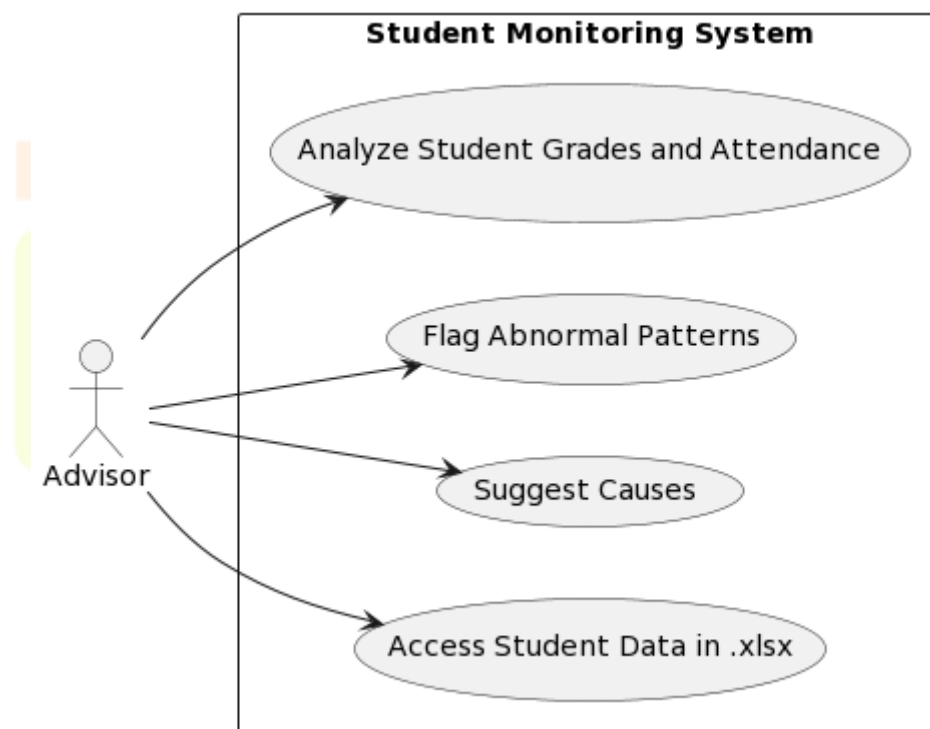 Student Monitoring System
Analyze Student Grades and Attendance
Flag Abnormal Patterns
Advisor
Suggest Causes
Access Student Data in .xlsx